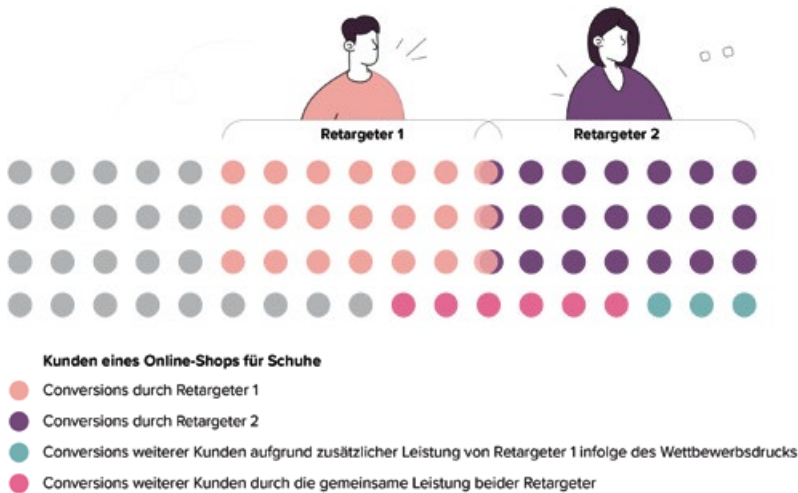 Retargeter 1
Retargeter 2
Kunden eines Online-Shops für Schuhe
Conversions durch Retargeter 1
Conversions durch Retargeter 2
Conversions weiterer Kunden aufgrund zusätzlicher Leistung von Retargeter 1 infolge des Wettbewerbsdrucks
Conversions weiterer Kunden durch die gemeinsame Leistung beider Retargeter